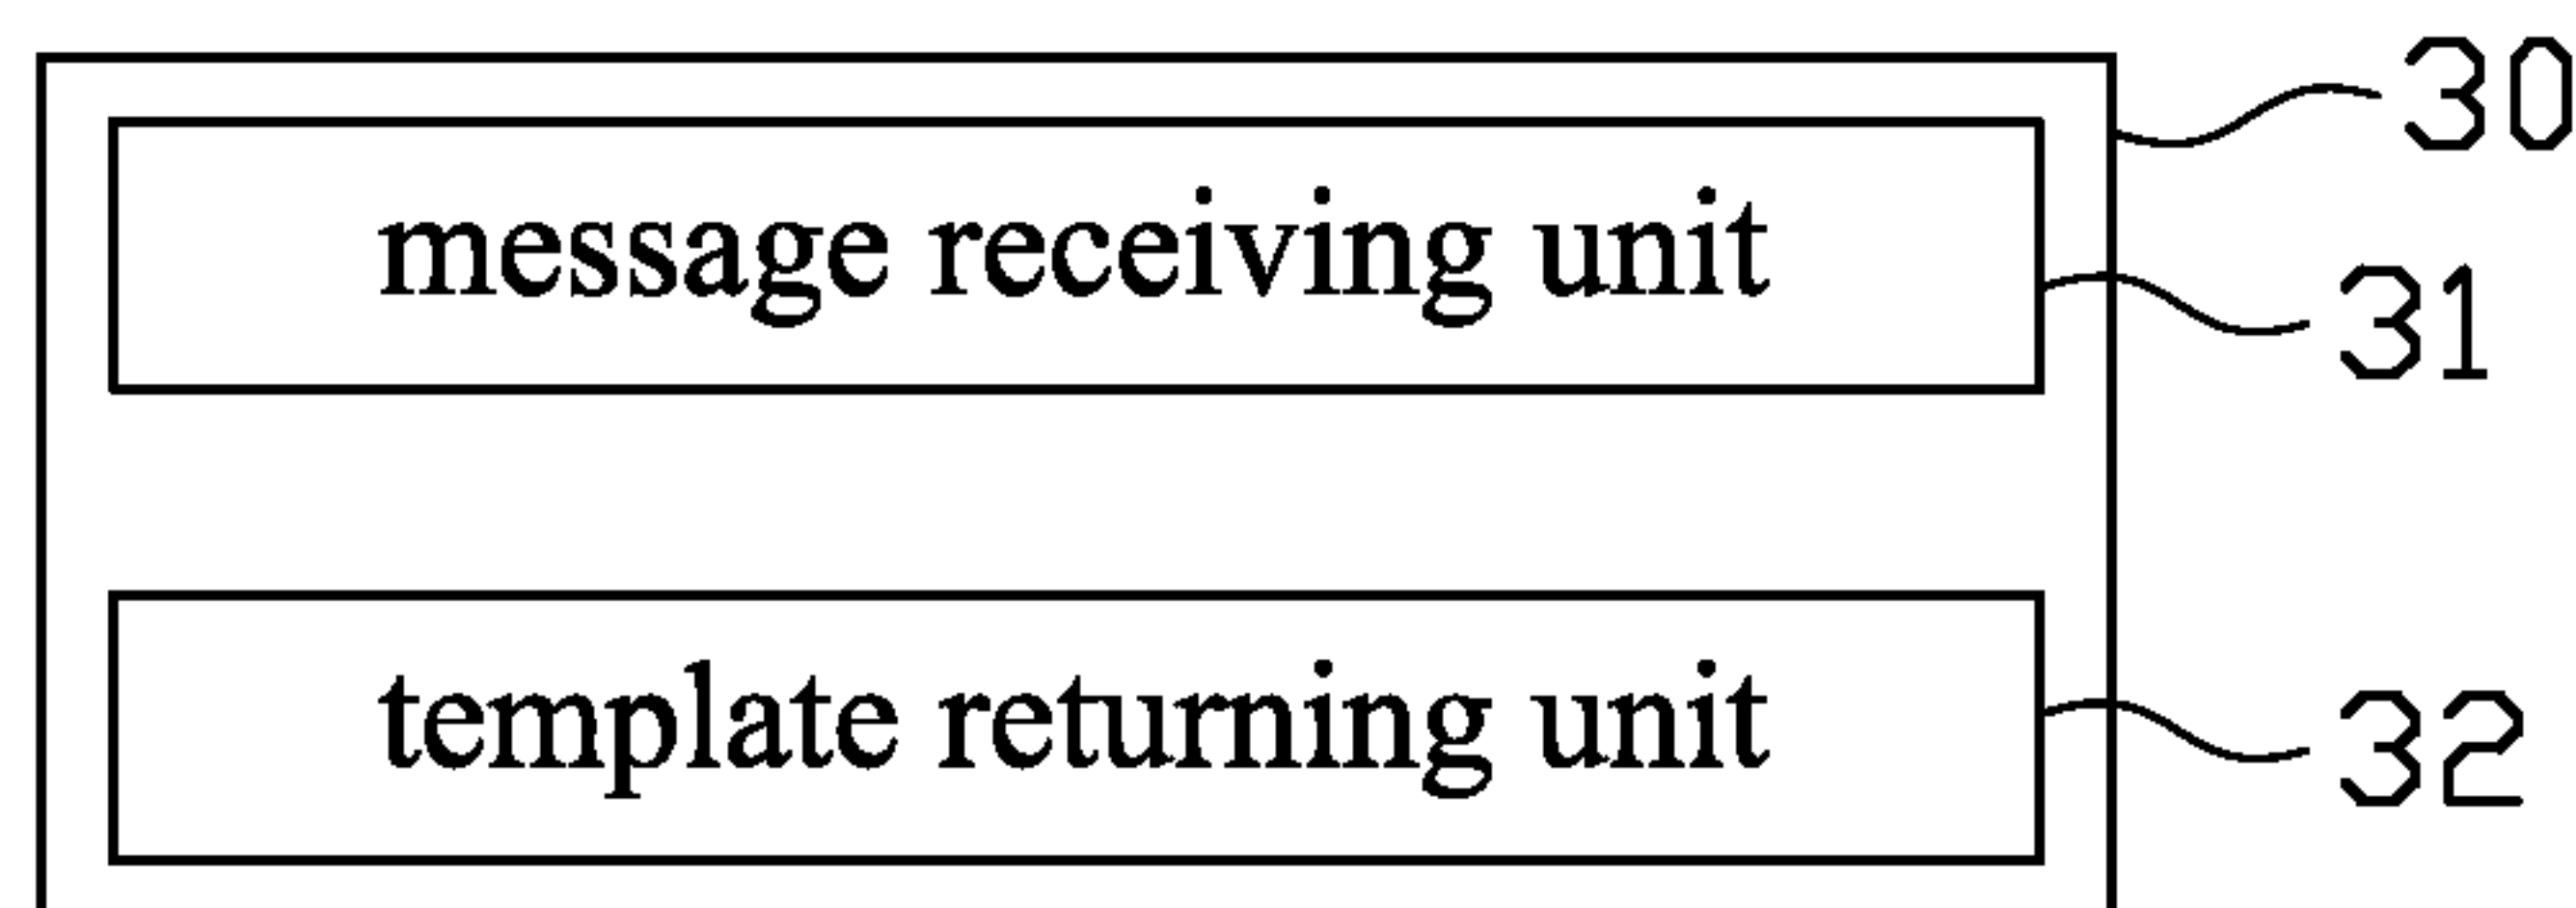 30
message receiving unit
31
template returning unit
32